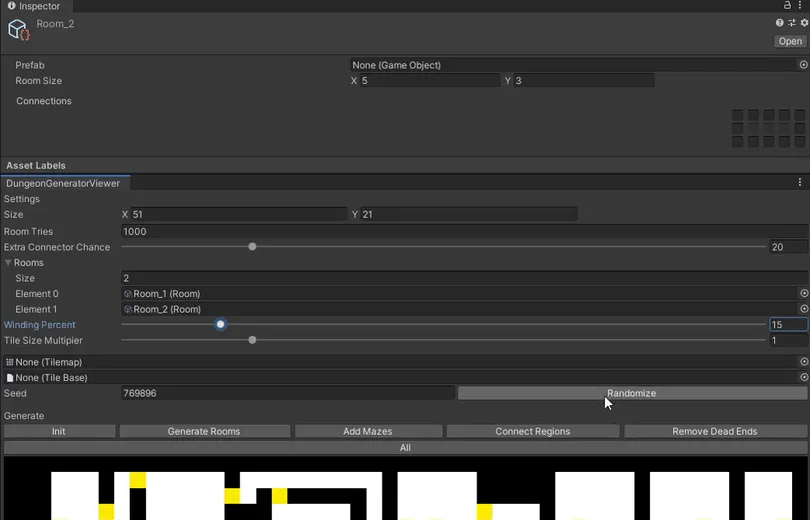 Inspector
Room_2
Open
Prefab None (Game Object)
Room Size X 5 Y 3
Connections
Asset Labels
DungeonGeneratorViewer
Settings
Size X 51 Y 21
Room Tries 1000
Extra Connector Chance 20
Rooms
Size 2
Element 0 Room_1 (Room)
Element 1 Room_2 (Room)
Winding Percent 15
Tile Size Multiplier 1
None (Tilemap)
None (Tile Base)
Seed 769896 Randomize
Generate
Init Generate Rooms Add Mazes Connect Regions Remove Dead Ends
All